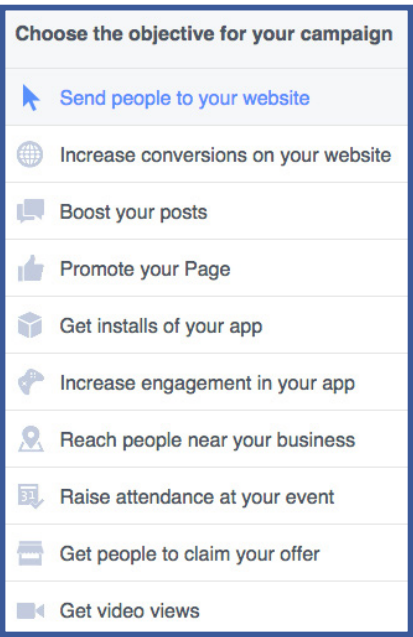 Choose the objective for your campaign
Send people to your website
Increase conversions on your website
Boost your posts
Promote your Page
Get installs of your app
Increase engagement in your app
Reach people near your business
31
Raise attendance at your event
Get people to claim your offer
Get video views